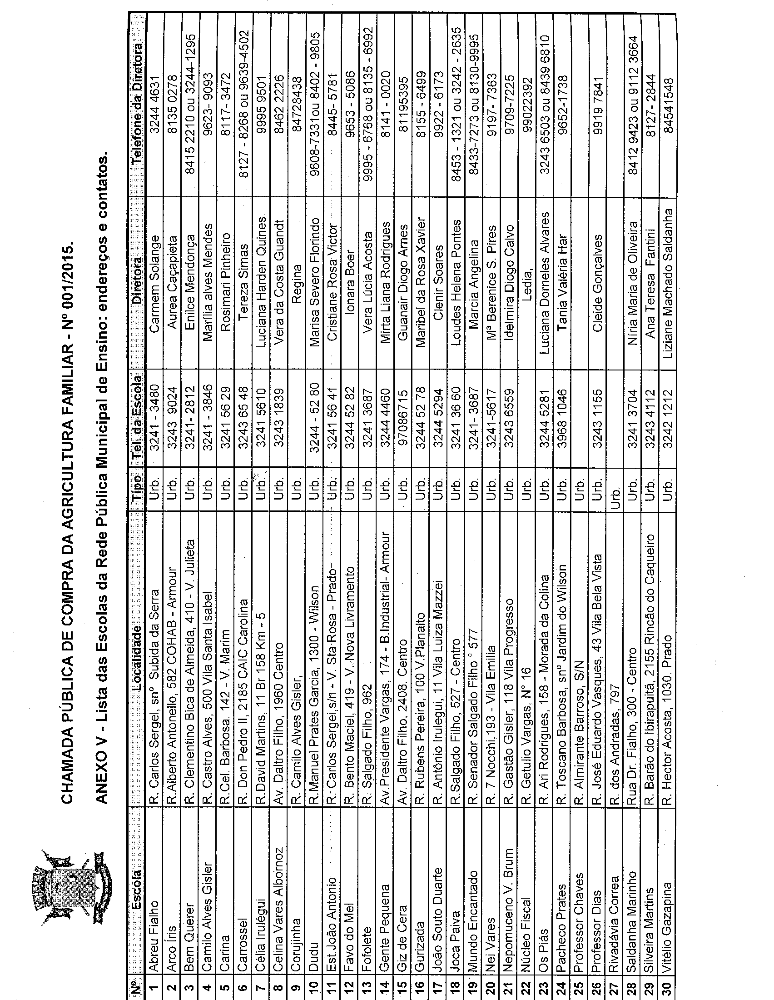 CHAMADA PÚBLICA DE COMPRA DA AGRICULTURA FAMILIAR - Nº 001/2015.
ANEXO V - Lista das Escolas da Rede Pública Municipal de Ensino: endereços e contatos.
Nº Escola Localidade Tipo Tel. da Escola Diretora Telefone da Diretora
1 Abreu Fialho R. Carlos Sergel, snº Subida da Serra Urb. 3241 - 3480 Carmem Solange 3244 4631
2 Arco Íris R.Alberto Antonello, 582 COHAB - Armour Urb. 3243 9024 Aurea Caçapieta 8135 0278
3 Bem Querer R. Clementino Bica de Almeida, 410 - V. Julieta Urb. 3241- 2812 Enilce Mendonça 8415 2210 ou 3244-1295
4 Camilo Alves Gisler R. Castro Alves, 500 Vila Santa Isabel Urb. 3241 - 3846 Marília alves Mendes 9623- 9093
5 Carina R.Cel. Barbosa, 142 - V. Marim Urb. 3241 56 29 Rosimari Pinheiro 8117- 3472
6 Carrossel R. Don Pedro II, 2185 CAIC Carolina Urb. 3243 65 48 Tereza Simas 8127 - 8268 ou 9639-4502
7 Célia Irulégui R.David Martins, 11 Br 158 Km - 5 Urb. 3241 5610 Luciana Harden Quines 9995 9501
8 Celina Vares Albornoz Av. Daltro Filho, 1960 Centro Urb. 3243 1839 Vera da Costa Guandt 8462 2226
9 Corujinha R. Camilo Alves Gisler, Urb. Regina 84728438
10 Dudu R.Manuel Prates Garcia, 1300 - Wilson Urb. 3244 - 52 80 Marisa Severo Florindo 9608-7331ou 8402 - 9805
11 Est.João Antonio R. Carlos Sergei,s/n - V. Sta Rosa - Prado Urb. 3241 56 41 Cristiane Rosa Victor 8445- 5781
12 Favo do Mel R. Bento Maciel, 419 - V. Nova Livramento Urb. 3244 52 82 Ionara Boer 9653 - 5086
13 Fofolete R. Salgado Filho, 962 Urb. 3241 3687 Vera Lúcia Acosta 9995 - 6768 ou 8135 - 6992
14 Gente Pequena Av.Presidente Vargas, 174 - B.Industrial- Armour Urb. 3244 4460 Mirta Liana Rodrigues 8141 - 0020
15 Giz de Cera Av. Daltro Filho, 2408. Centro Urb. 97086715 Guanair Diogo Arnes 81195395
16 Gurizada R. Rubens Pereira, 100 V.Planalto Urb. 3244 52 78 Maribel da Rosa Xavier 8155 - 6499
17 João Souto Duarte R. Antônio Irulegui, 11 Vila Luiza Mazzei Urb. 3244 5294 Clenir Soares 9922 - 6173
18 Joca Paiva R.Salgado Filho, 527 - Centro Urb. 3241 36 60 Loudes Helena Pontes 8453 - 1321 ou 3242 - 2635
19 Mundo Encantado R. Senador Salgado Filho ° 577 Urb. 3241- 3687 Marcia Angelina 8433-7273 ou 8130-9995
20 Nel Vares R. 7 Nocchi,193 - Vila Emilia Urb. 3241-5617 Mª Berenice S. Pires 9197- 7363
21 Nepomuceno V. Brum R. Gastão Gisler, 118 Vila Progresso Urb. 3243 6559 Idelmira Diogo Calvo 9709-7225
22 Núcleo Fiscal R. Getulio Vargas, N° 16 Urb. Ledia, 99022392
23 Os Piás R. Ari Rodrigues, 158 - Morada da Colina Urb. 3244 5281 Luciana Dorneles Alvares 3243 6503 ou 8439 6810
24 Pacheco Prates R. Toscano Barbosa, snº Jardim do Wilson Urb. 3968 1046 Tania Valéria Har 9652-1738
25 Professor Chaves R. Almirante Barroso, S/N Urb.
26 Professor Dias R. José Eduardo Vasques, 43 Vila Bela Vista Urb. 3243 1155 Cleide Gonçalves 9919 7841
27 Rivadávia Correa R. dos Andradas, 797 Urb.
28 Saldanha Marinho Rua Dr. Fialho, 300 - Centro Urb. 3241 3704 Níria Maria de Oliveira 8412 9423 ou 9112 3664
29 Silveira Martins R. Barão do Ibirapuitã, 2155 Rincão do Caqueiro Urb. 3243 4112 Ana Teresa Fantini 8127- 2844
30 Vitélio Gazapina R. Hector Acosta, 1030. Prado Urb. 3242 1212 Liziane Machado Saldanha 84541548